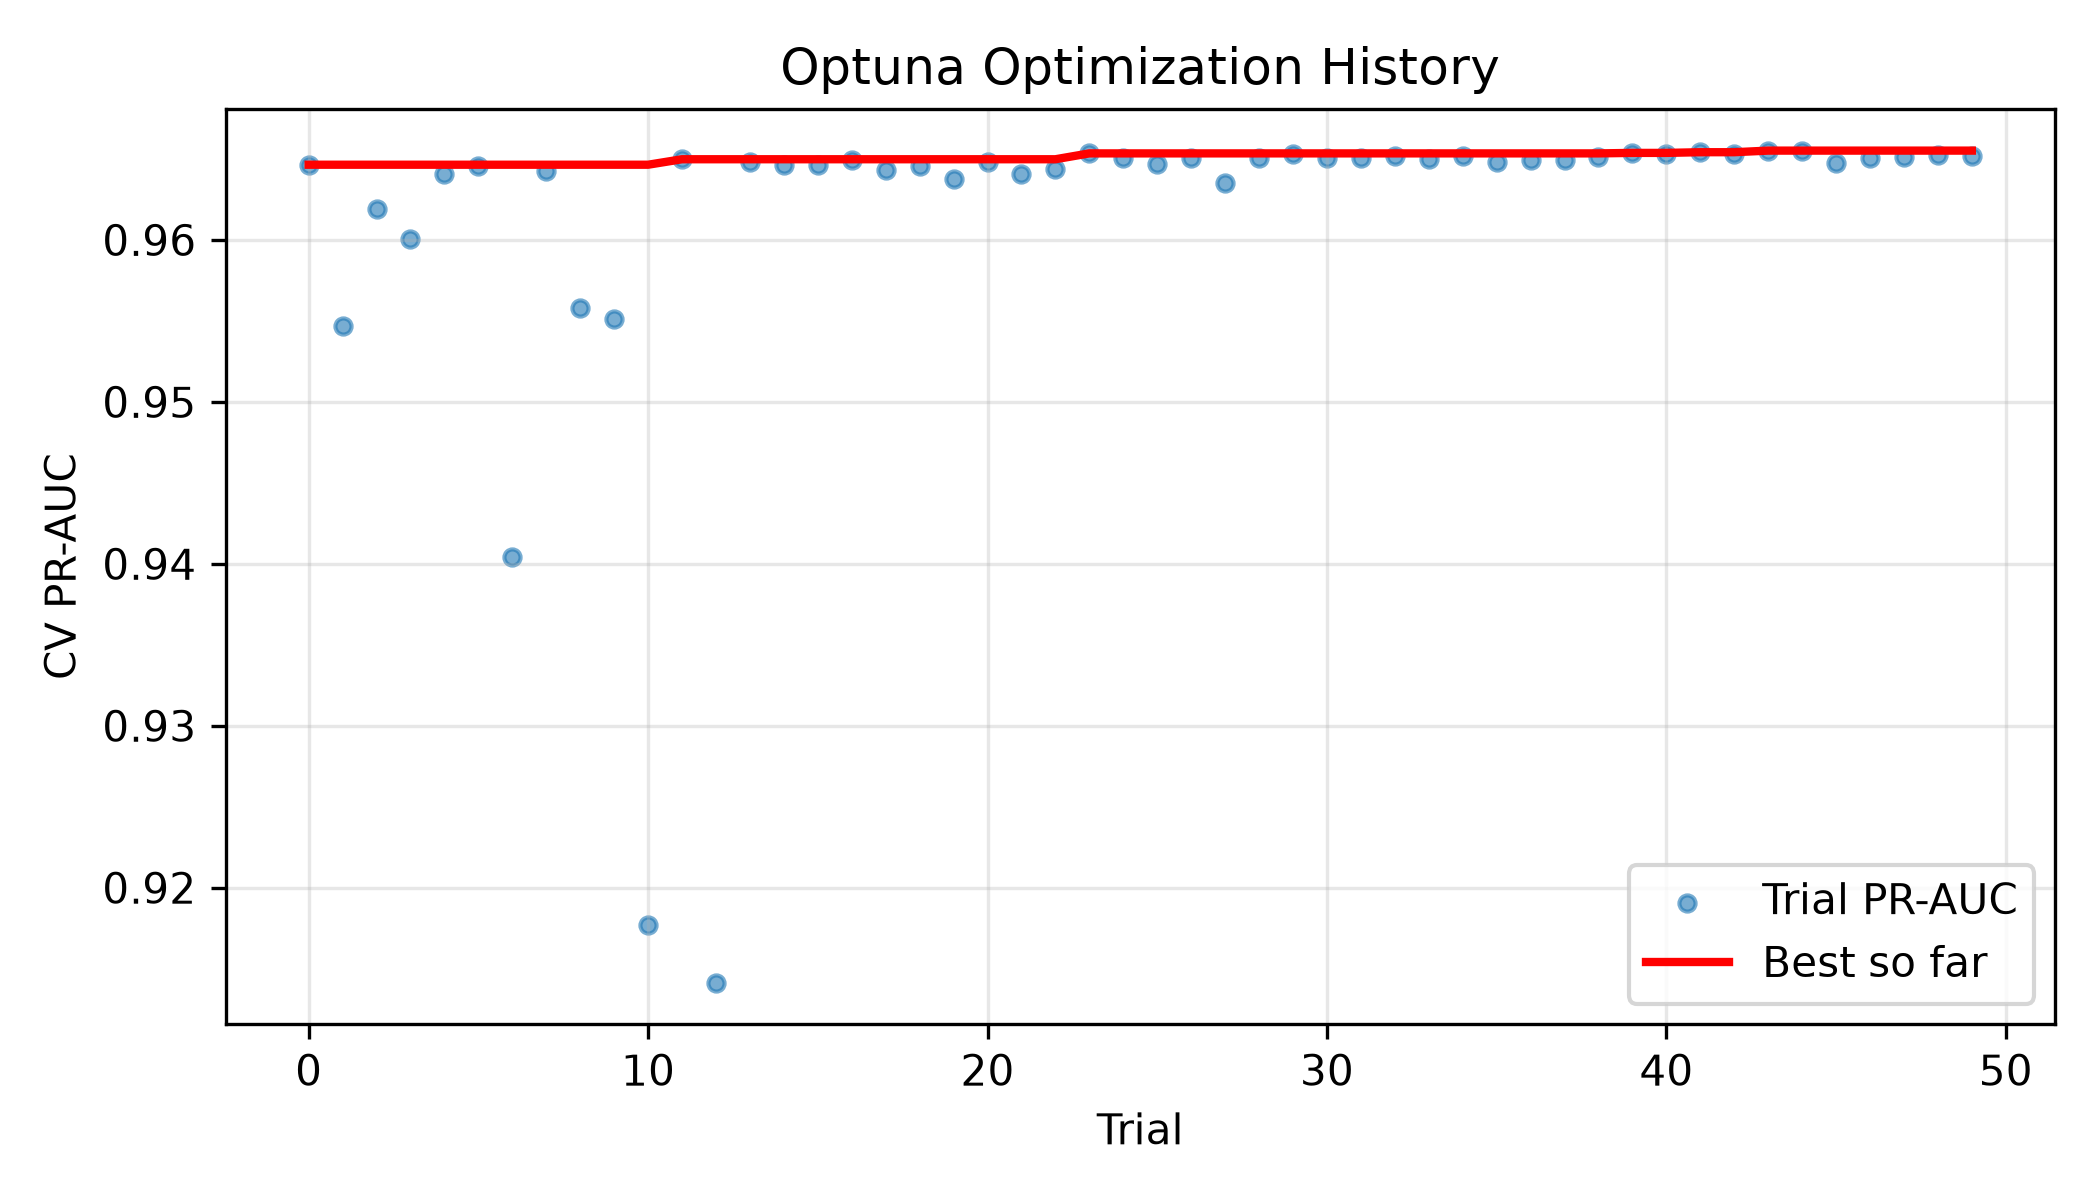 Optuna Optimization History
CV PR-AUC
0.96
0.95
0.94
0.93
0.92
Trial PR-AUC
Best so far
0 10 20 30 40 50
Trial